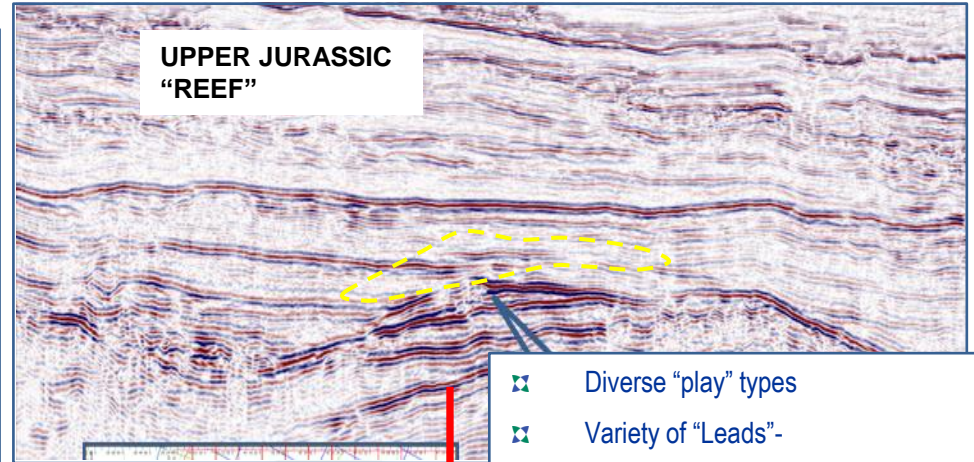 UPPER JURASSIC
“REEF”
Diverse “play” types
Variety of “Leads”-